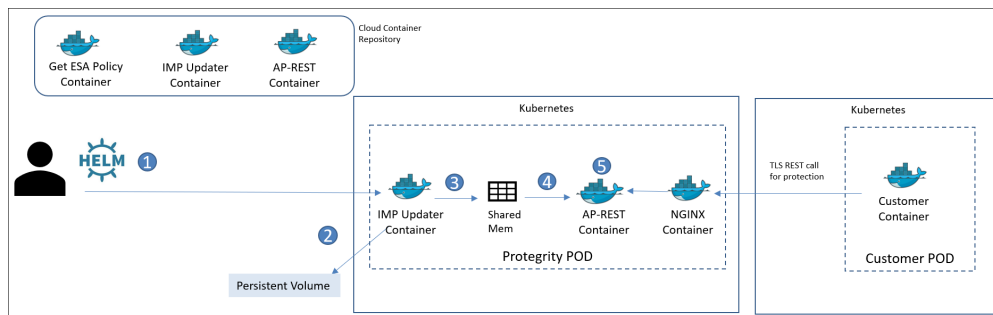 Cloud Container
Repository
Get ESA Policy
Container
IMP Updater
Container
AP-REST
Container
Kubernetes
Kubernetes
HELM
1
2
3
4
5
IMP Updater
Container
Shared
Mem
AP-REST
Container
NGINX
Container
TLS REST call
for protection
Customer
Container
Protegrity POD
Customer POD
Persistent Volume